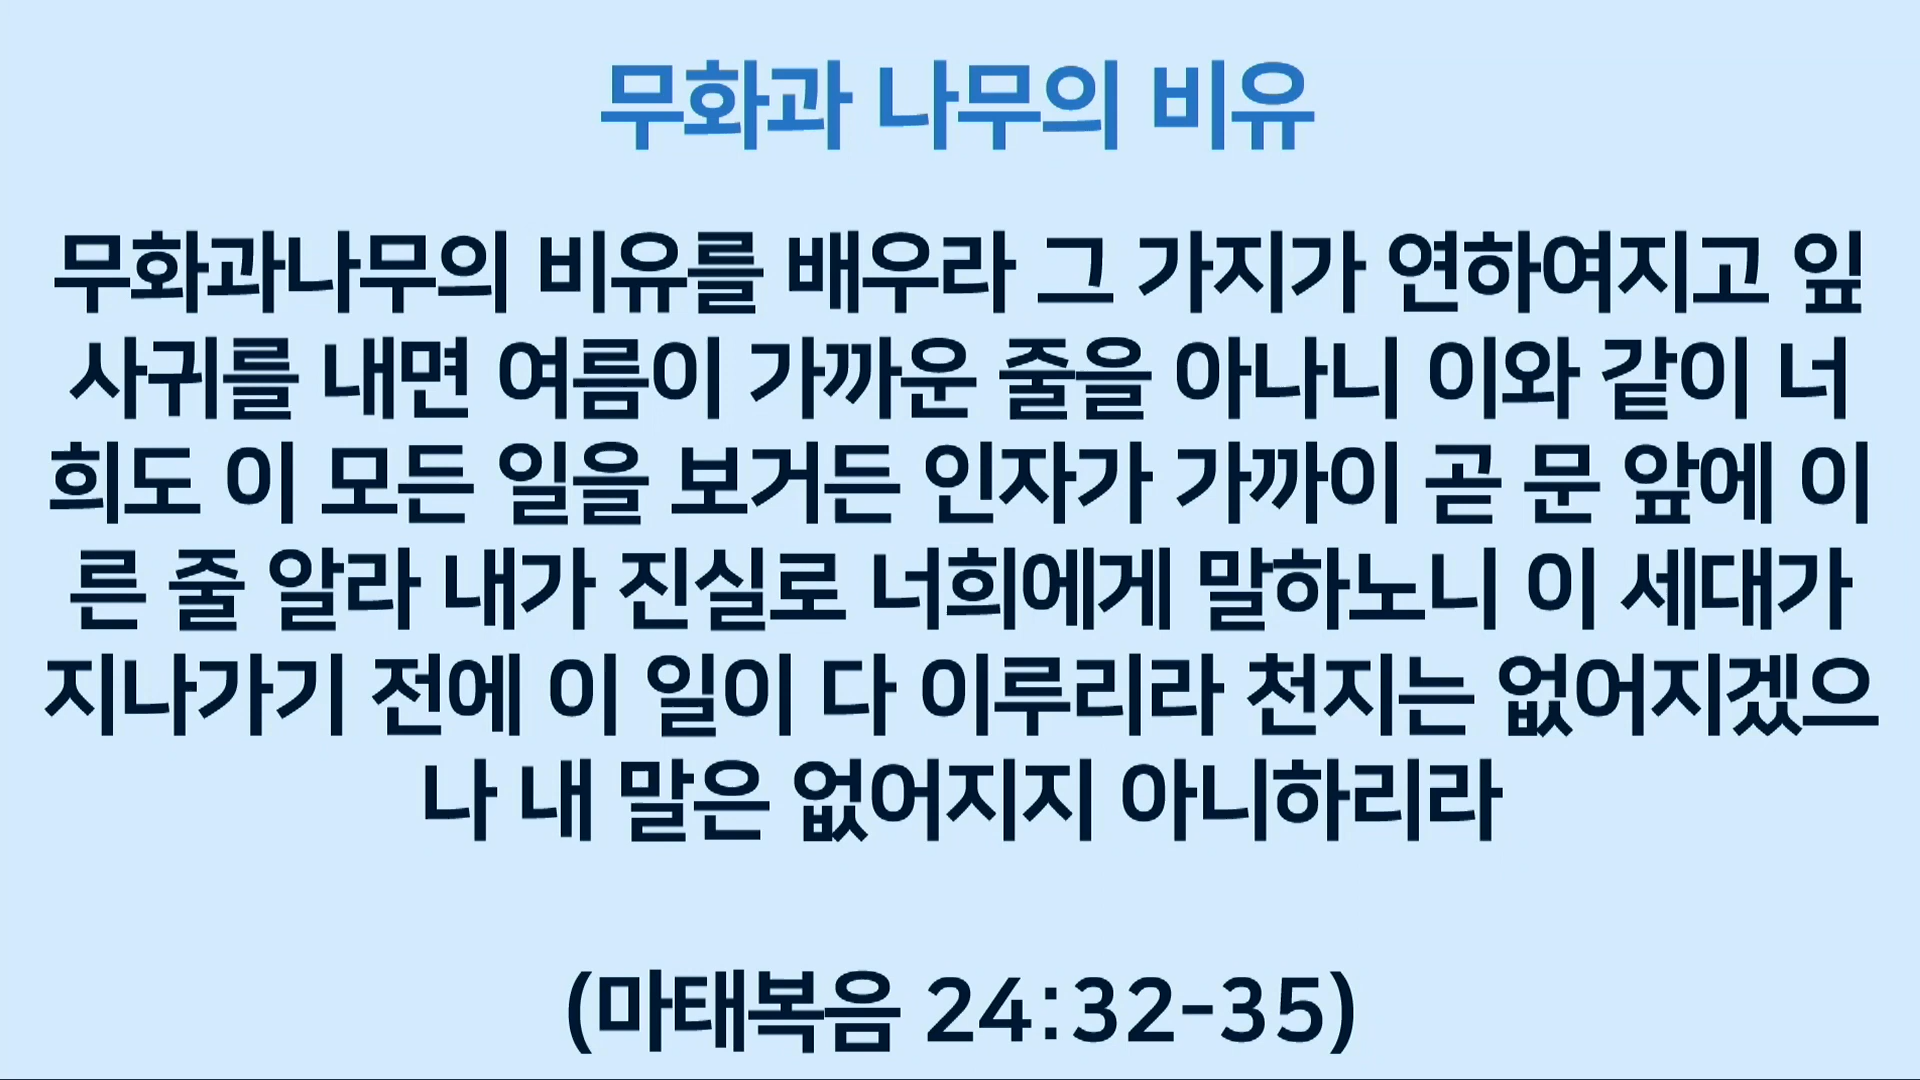 무화과 나무의 비유
무화과나무의 비유를 배우라 그 가지가 연하여지고 잎
사귀를 내면 여름이 가까운 줄을 아나니 이와 같이 너
희도 이 모든 일을 보거든 인자가 가까이 곧 문 앞에 이
른 줄 알라 내가 진실로 너희에게 말하노니 이 세대가
지나가기 전에 이 일이 다 이루리라 천지는 없어지겠으
나 내 말은 없어지지 아니하리라
(마태복음 24:32-35)